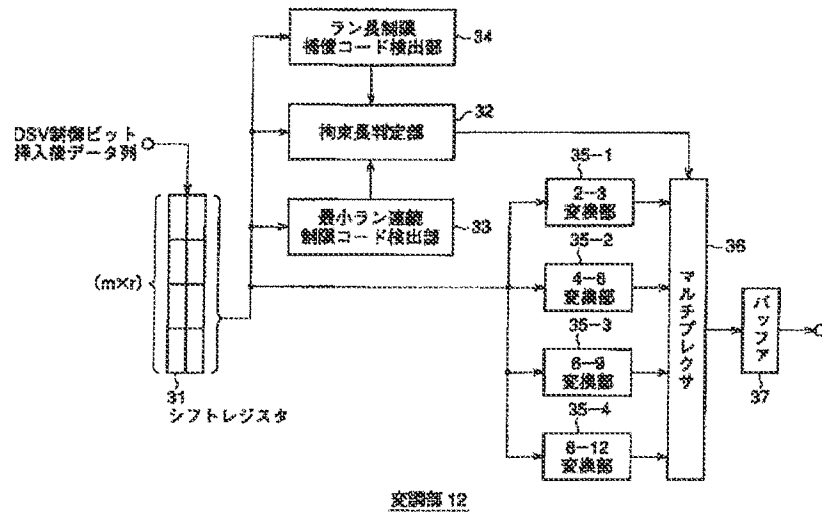 ラン長制限
補償コード検出部
34
拘束長判定部
32
DSV制御ビット
挿入後データ列
最小ラン連続
制限コード検出部
33
(m×r)
31
シフトレジスタ
35-1
2-3
変換部
35-2
4-6
変換部
35-3
6-9
変換部
35-4
8-12
変換部
マルチプレクサ
36
バッファ
37
変調部 12